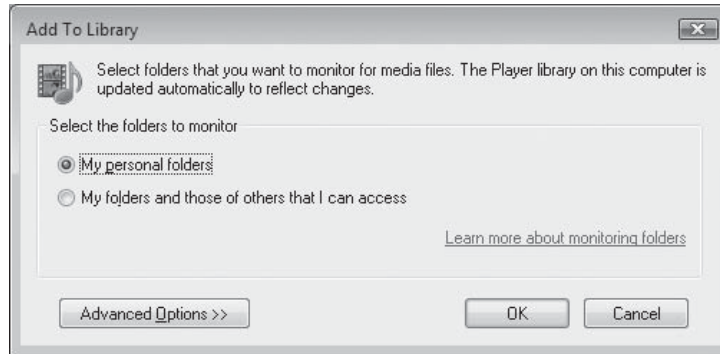 Add To Library
Select folders that you want to monitor for media files. The Player library on this computer is
updated automatically to reflect changes.
Select the folders to monitor
My personal folders
My folders and those of others that I can access
Learn more about monitoring folders
Advanced Options >>
OK
Cancel